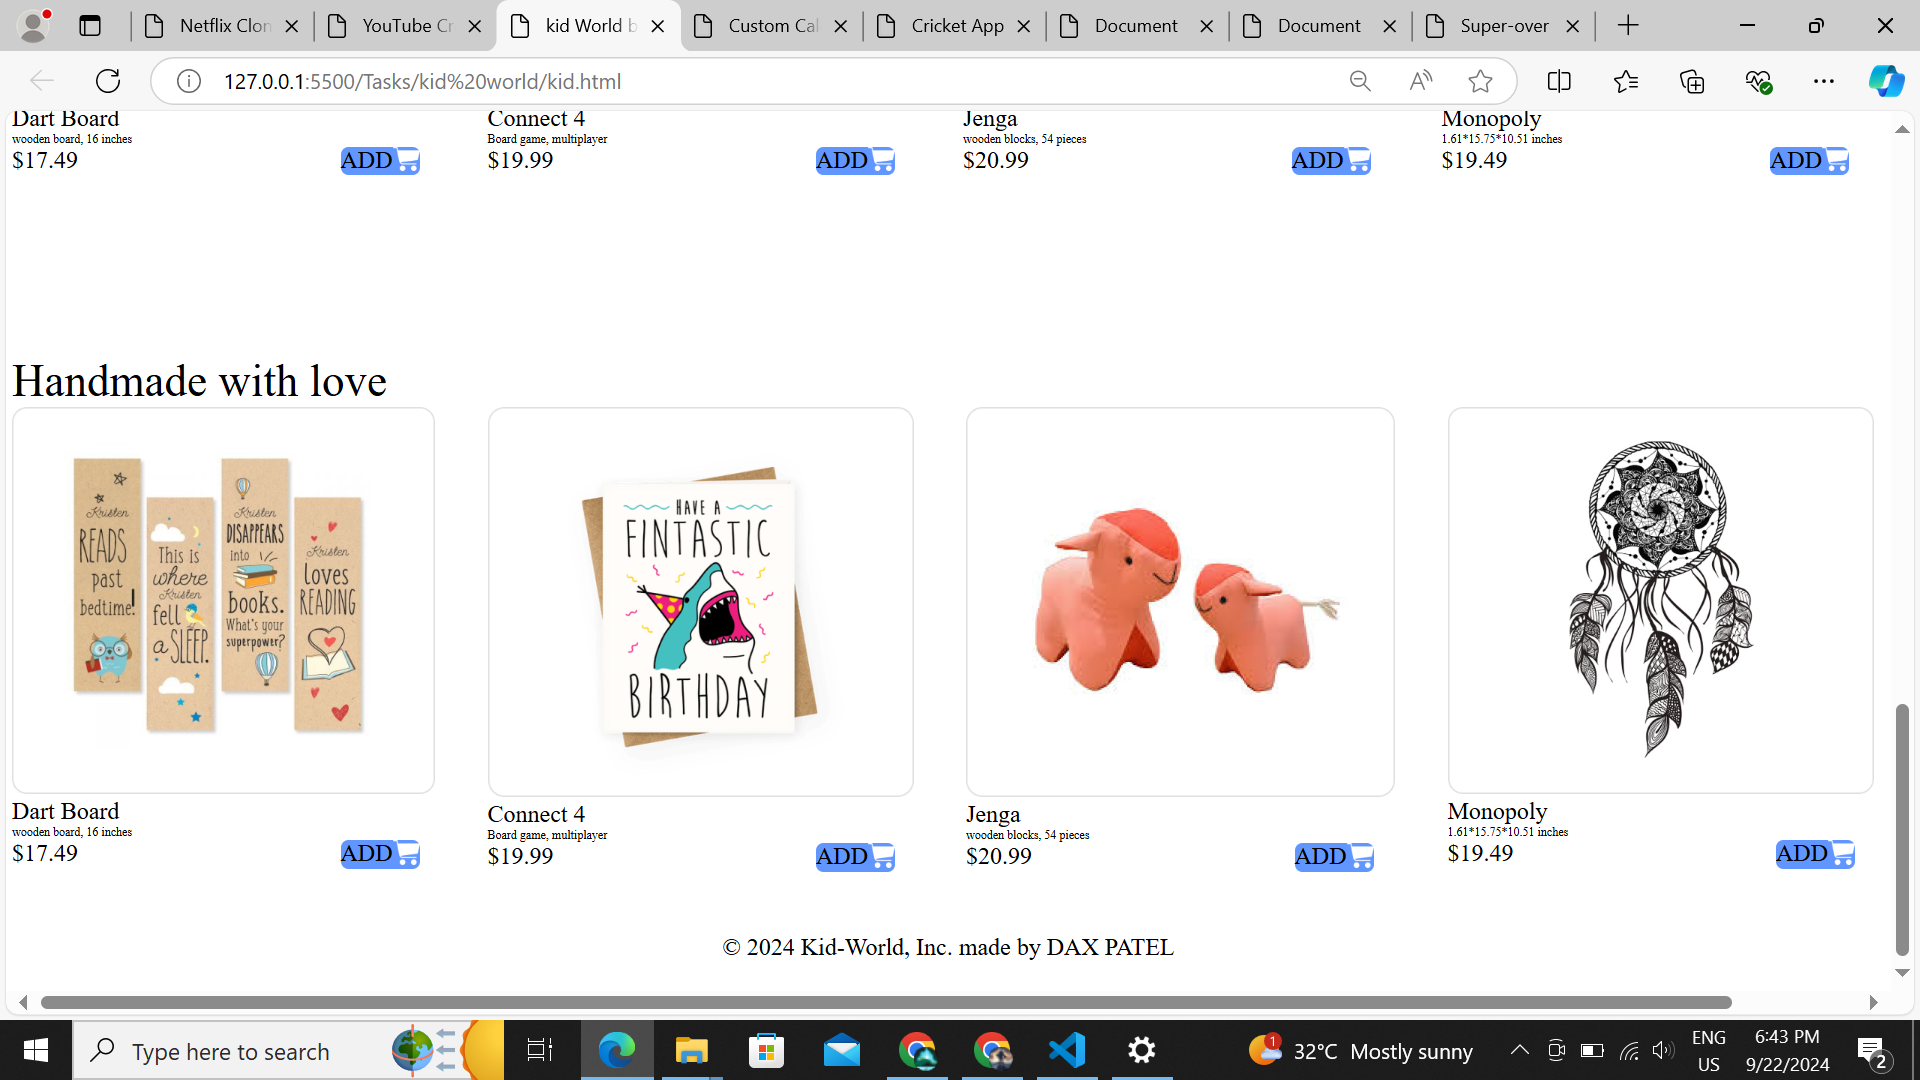 Netflix Clon
YouTube Cr
kid World b
Custom Cal
Cricket App
Document
Document
Super-over
127.0.0.1:5500/Tasks/kid%20world/kid.html
Dart Board
wooden board, 16 inches
$17.49
ADD
Connect 4
Board game, multiplayer
$19.99
ADD
Jenga
wooden blocks, 54 pieces
$20.99
ADD
Monopoly
1.61*15.75*10.51 inches
$19.49
ADD
Handmade with love
Kristen
READS
past
bedtime!
This is
where
Kristen
fell
a SLEEP.
Kristen
DISAPPEARS
into
books.
What's your
superpower?
Kristen
loves
READING
HAVE A
FINTASTIC
BIRTHDAY
Dart Board
wooden board, 16 inches
$17.49
ADD
Connect 4
Board game, multiplayer
$19.99
ADD
Jenga
wooden blocks, 54 pieces
$20.99
ADD
Monopoly
1.61*15.75*10.51 inches
$19.49
ADD
© 2024 Kid-World, Inc. made by DAX PATEL
Type here to search
1
32°C Mostly sunny
ENG
US
6:43 PM
9/22/2024
2